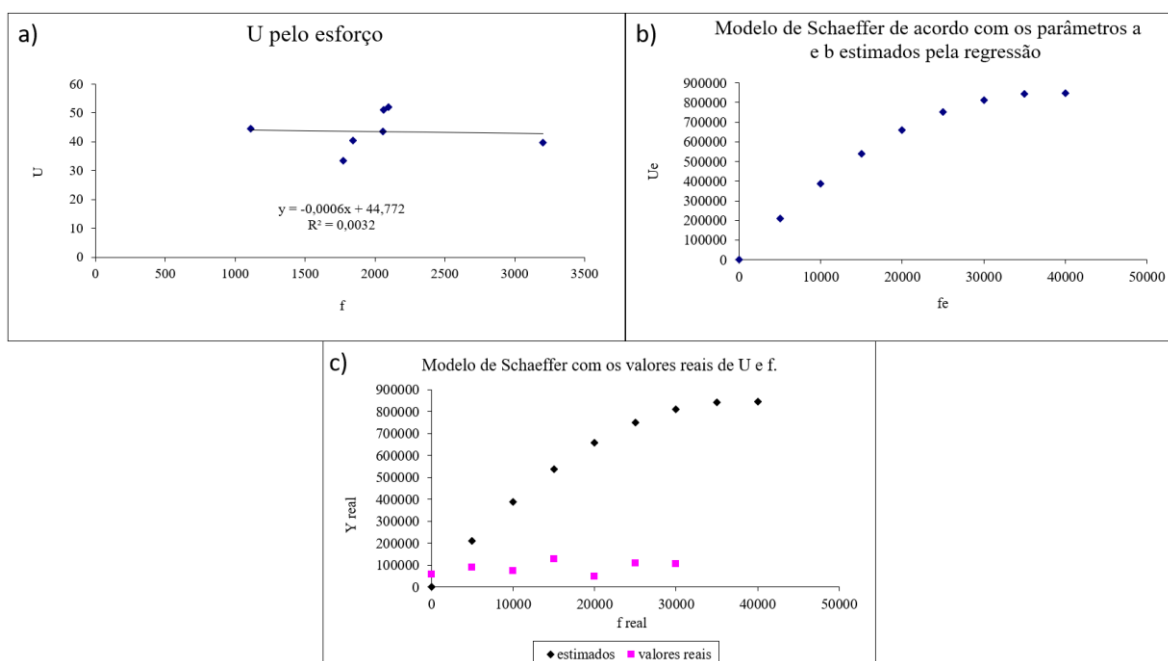 a)
U pelo esforço
60
50
40
30
20
10
0
U
y = -0,0006x + 44,772
R² = 0,0032
0 500 1000 1500 2000 2500 3000 3500
f
b)
Modelo de Schaeffer de acordo com os parâmetros a
e b estimados pela regressão
900000
800000
700000
600000
500000
400000
300000
200000
100000
0
Ue
0 10000 20000 30000 40000 50000
fe
c)
Modelo de Schaeffer com os valores reais de U e f.
900000
800000
700000
600000
500000
400000
300000
200000
100000
0
Y real
0 10000 20000 30000 40000 50000
f real
estimados valores reais